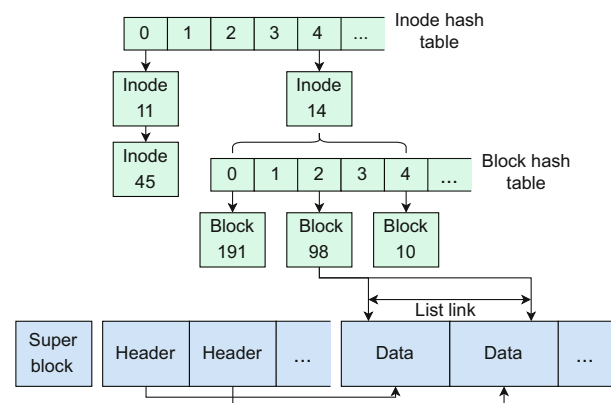 0 1 2 3 4 ...
Inode hash
table
Inode
11
Inode
14
Inode
45
0 1 2 3 4 ...
Block hash
table
Block
191
Block
98
Block
10
List link
Super
block
Header Header ... Data Data ...